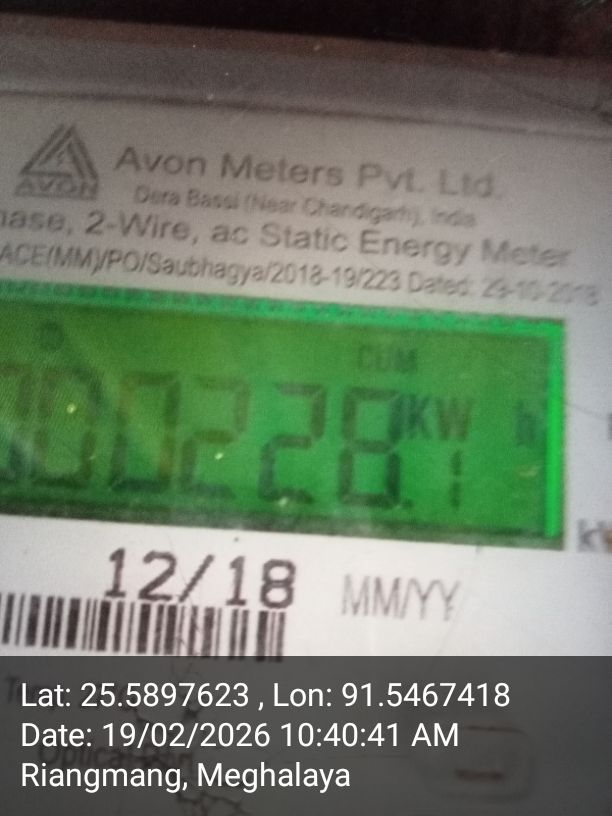 AVON
Avon Meters Pvt. Ltd.
Dera Bassi (Near Chandigarh), India
hase, 2-Wire, ac Static Energy Meter
ACE(MM)/PO/Saubhagya/2018-19/223 Dated: 29-10-2018
CUM
000228.1 KW h
12/18 MM/YY
Lat: 25.5897623 , Lon: 91.5467418
Date: 19/02/2026 10:40:41 AM
Riangmang, Meghalaya